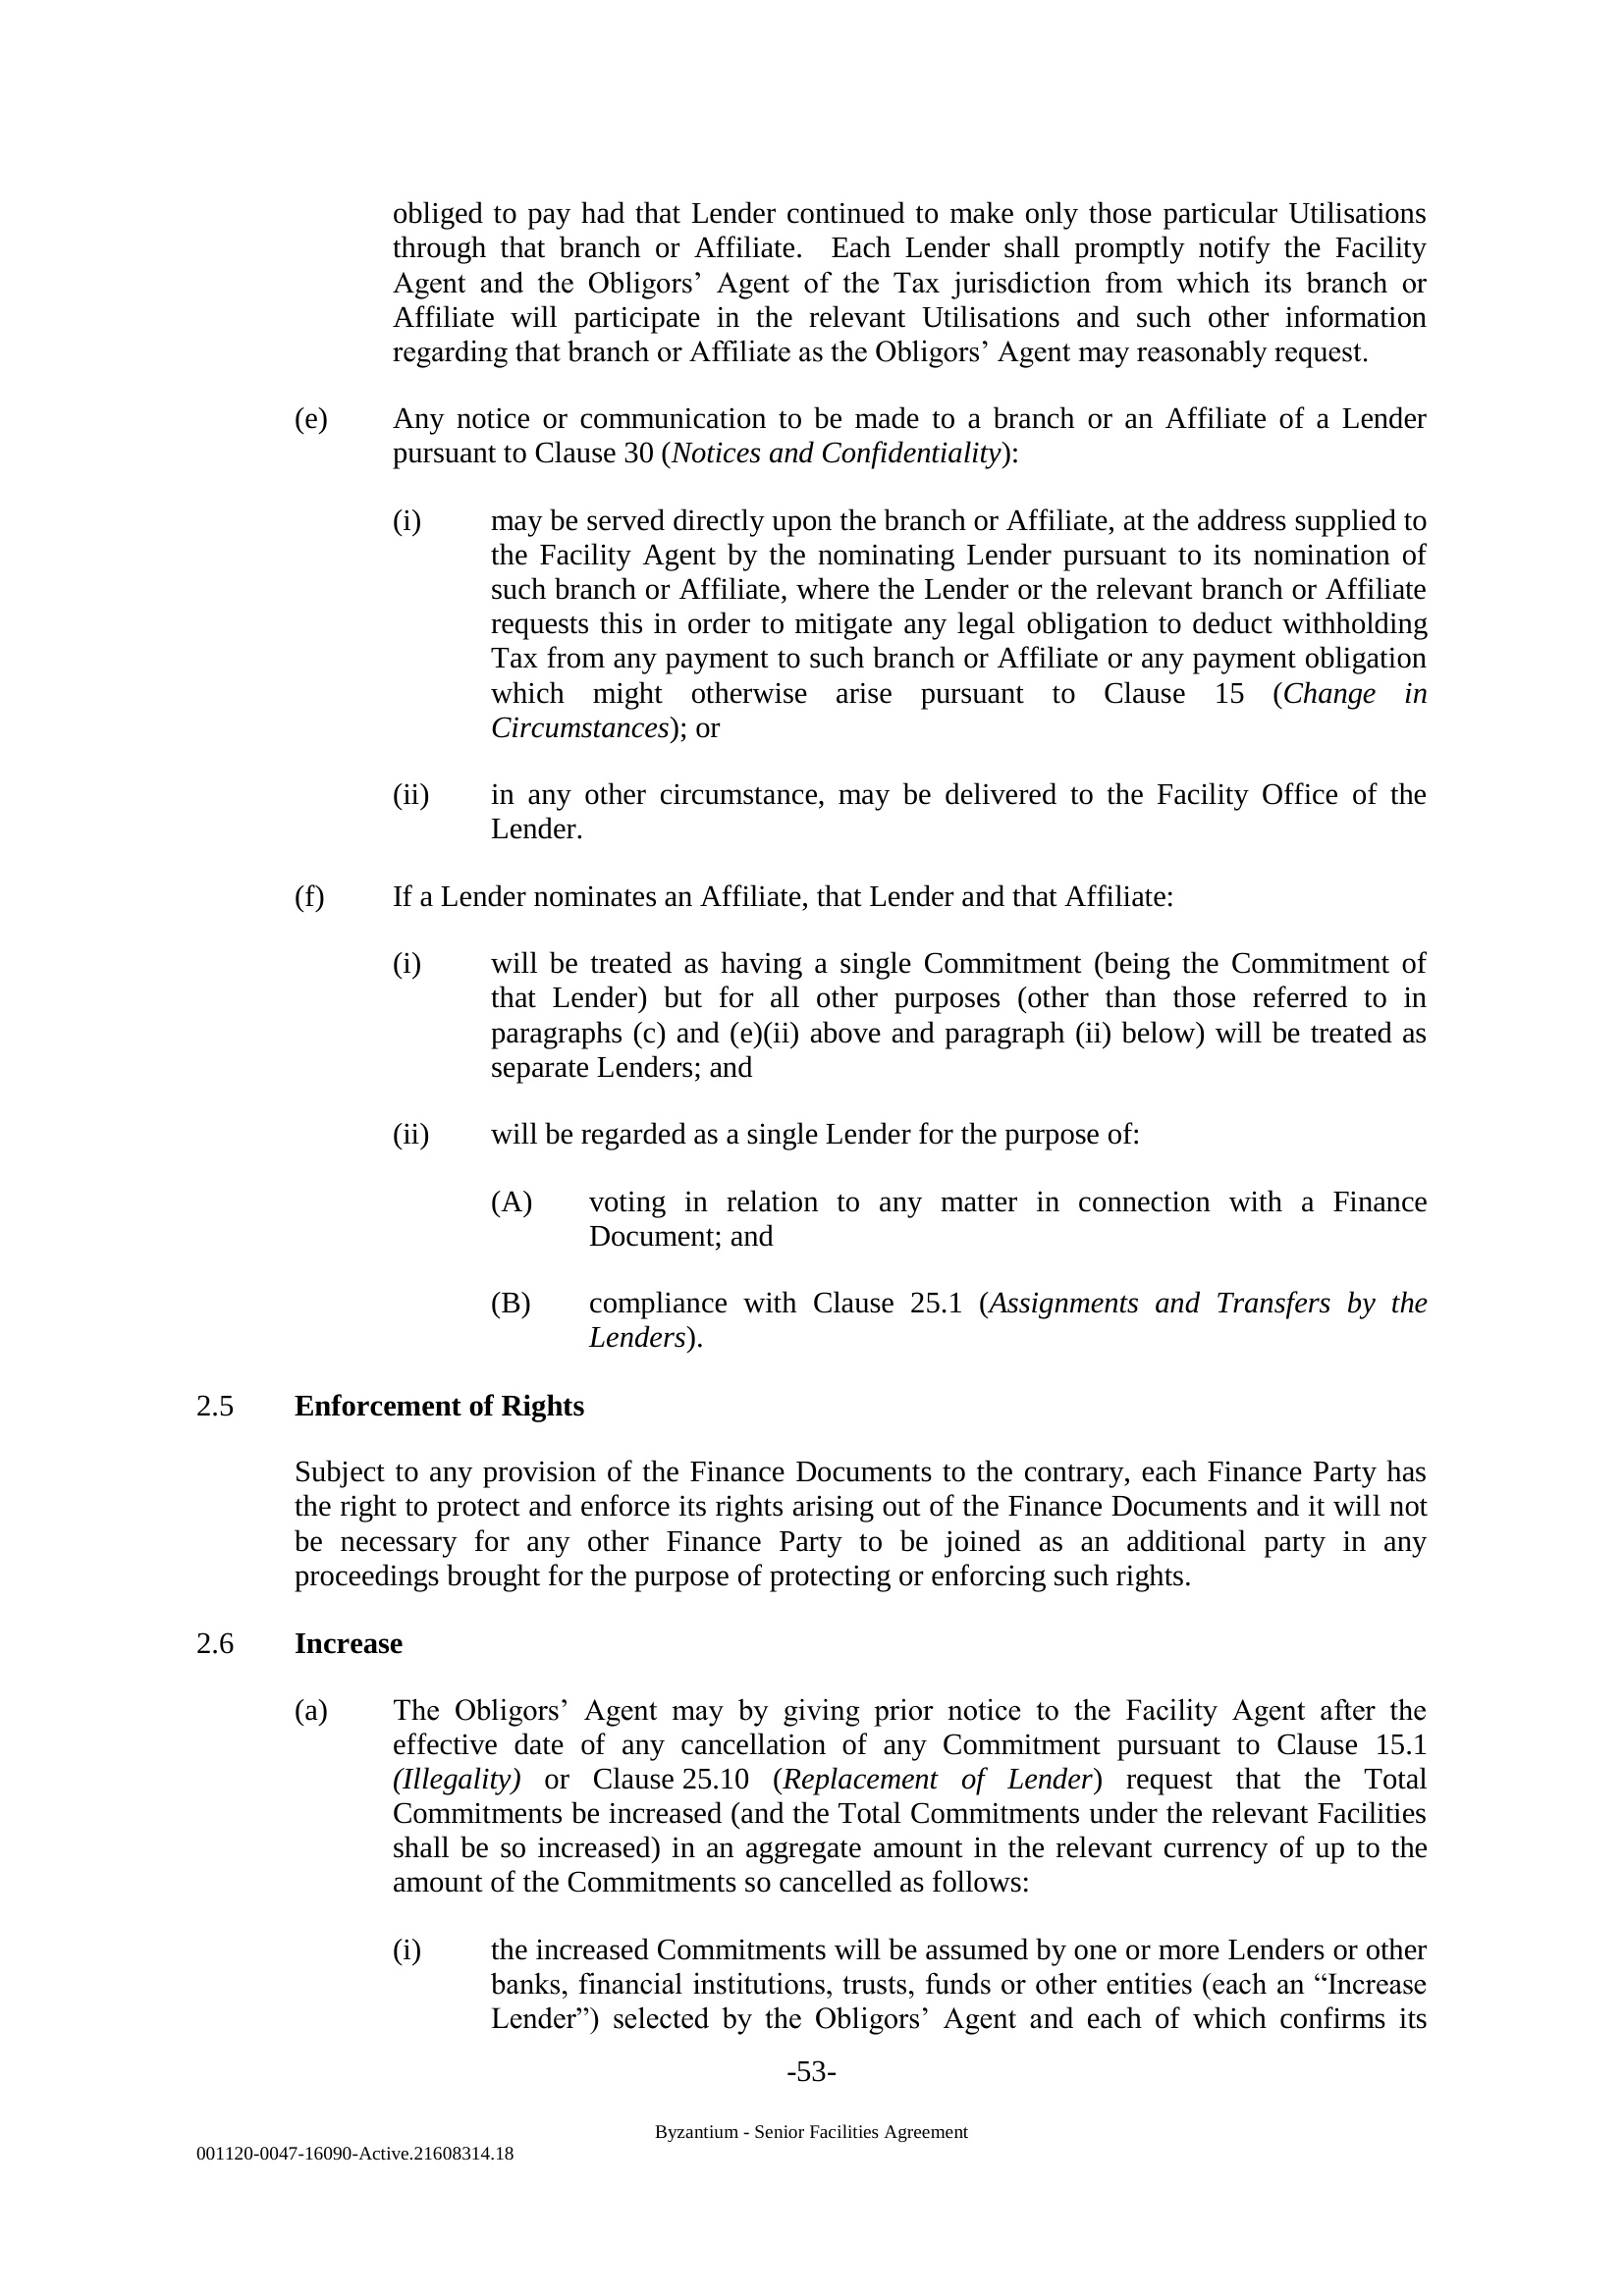 obliged to pay had that Lender continued to make only those particular Utilisations
through that branch or Affiliate.  Each Lender shall promptly notify the Facility
Agent and the Obligors’ Agent of the Tax jurisdiction from which its branch or
Affiliate will participate in the relevant Utilisations and such other information
regarding that branch or Affiliate as the Obligors’ Agent may reasonably request.
(e) Any notice or communication to be made to a branch or an Affiliate of a Lender
pursuant to Clause 30 (Notices and Confidentiality):
(i) may be served directly upon the branch or Affiliate, at the address supplied to
the Facility Agent by the nominating Lender pursuant to its nomination of
such branch or Affiliate, where the Lender or the relevant branch or Affiliate
requests this in order to mitigate any legal obligation to deduct withholding
Tax from any payment to such branch or Affiliate or any payment obligation
which might otherwise arise pursuant to Clause 15 (Change in
Circumstances); or
(ii) in any other circumstance, may be delivered to the Facility Office of the
Lender.
(f) If a Lender nominates an Affiliate, that Lender and that Affiliate:
(i) will be treated as having a single Commitment (being the Commitment of
that Lender) but for all other purposes (other than those referred to in
paragraphs (c) and (e)(ii) above and paragraph (ii) below) will be treated as
separate Lenders; and
(ii) will be regarded as a single Lender for the purpose of:
(A) voting in relation to any matter in connection with a Finance
Document; and
(B) compliance with Clause 25.1 (Assignments and Transfers by the
Lenders).
2.5 Enforcement of Rights
Subject to any provision of the Finance Documents to the contrary, each Finance Party has
the right to protect and enforce its rights arising out of the Finance Documents and it will not
be necessary for any other Finance Party to be joined as an additional party in any
proceedings brought for the purpose of protecting or enforcing such rights.
2.6 Increase
(a) The Obligors’ Agent may by giving prior notice to the Facility Agent after the
effective date of any cancellation of any Commitment pursuant to Clause 15.1
(Illegality) or Clause 25.10 (Replacement of Lender) request that the Total
Commitments be increased (and the Total Commitments under the relevant Facilities
shall be so increased) in an aggregate amount in the relevant currency of up to the
amount of the Commitments so cancelled as follows:
(i) the increased Commitments will be assumed by one or more Lenders or other
banks, financial institutions, trusts, funds or other entities (each an “Increase
Lender”) selected by the Obligors’ Agent and each of which confirms its
-53-
Byzantium - Senior Facilities Agreement
001120-0047-16090-Active.21608314.18